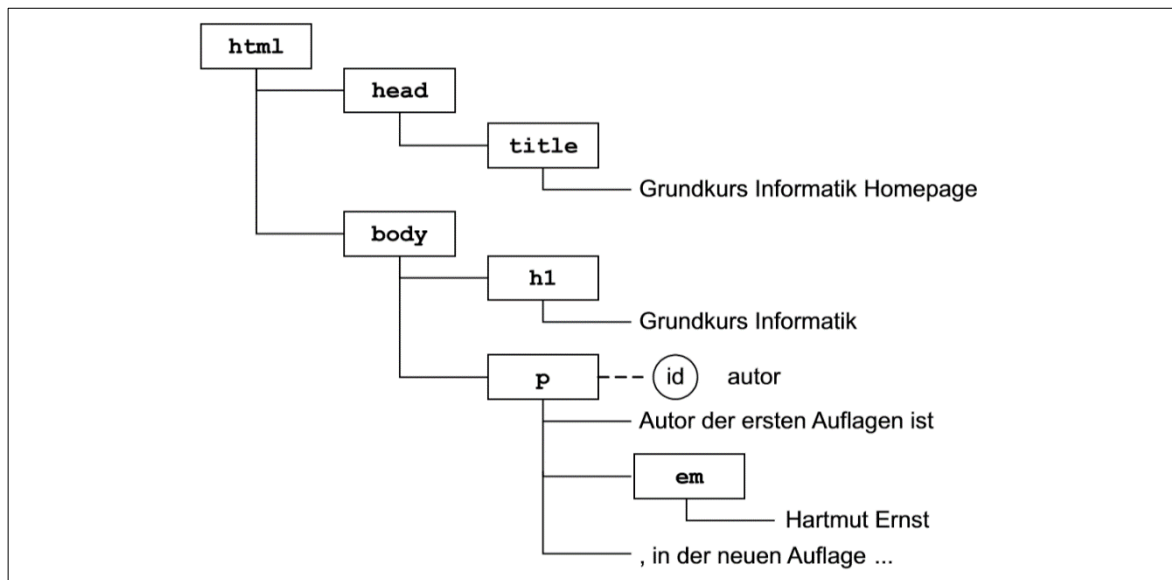 html
head
title
Grundkurs Informatik Homepage
body
h1
Grundkurs Informatik
p id autor
Autor der ersten Auflagen ist
em
Hartmut Ernst
, in der neuen Auflage ...